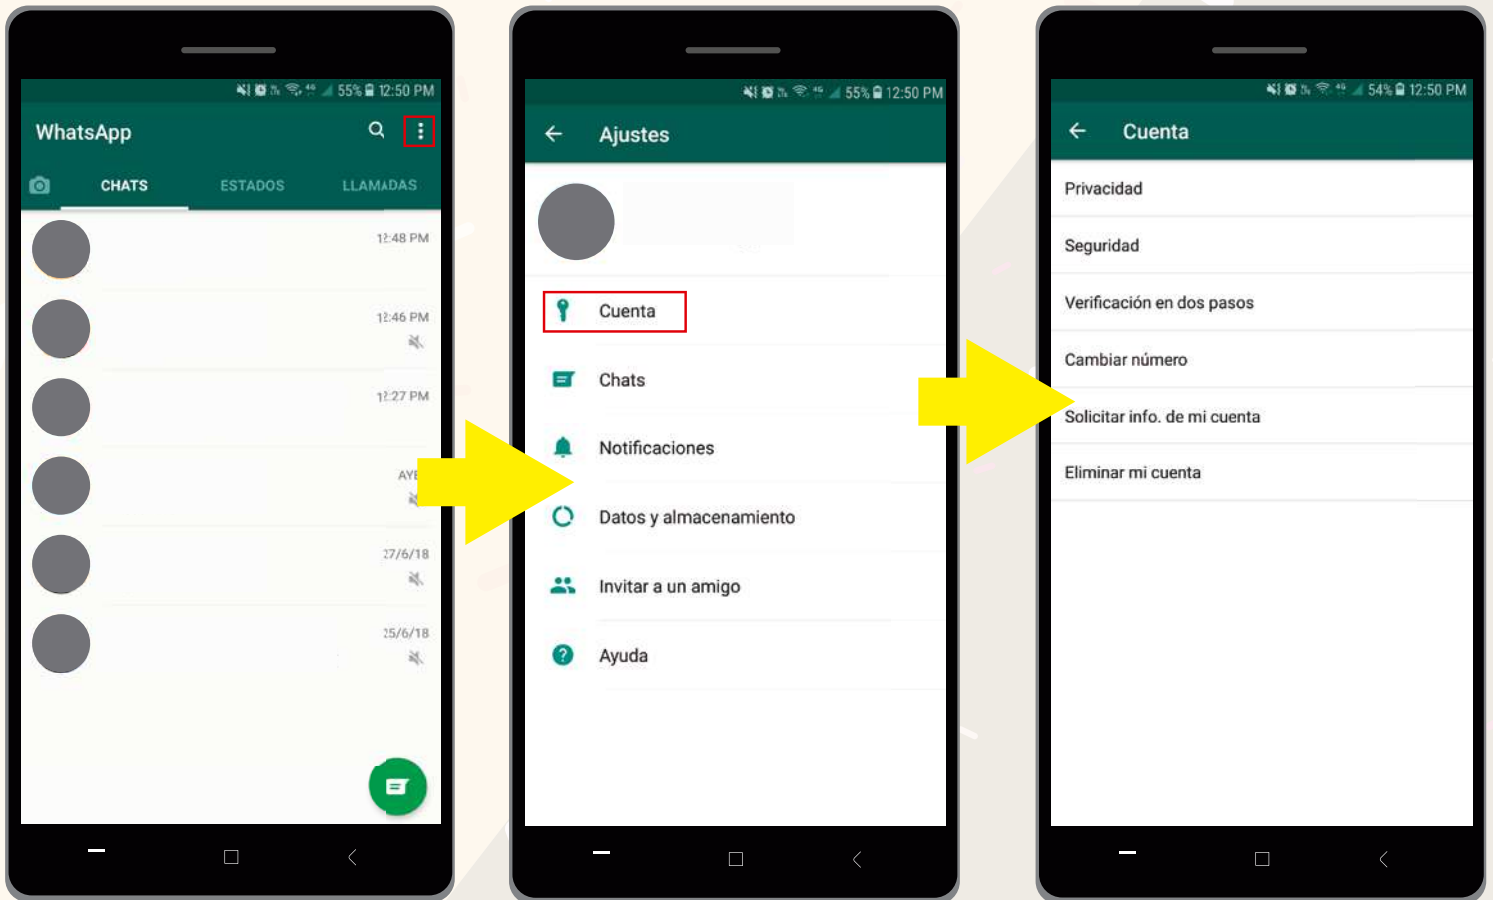 55% 12:50 PM
WhatsApp
CHATS ESTADOS LLAMADAS
12:48 PM
12:46 PM
12:27 PM
27/6/18
25/6/18
4G 55% 12:50 PM
Ajustes
Cuenta
Chats
Notificaciones
Datos y almacenamiento
Invitar a un amigo
Ayuda
4G 54% 12:50 PM
Cuenta
Privacidad
Seguridad
Verificación en dos pasos
Cambiar número
Solicitar info. de mi cuenta
Eliminar mi cuenta